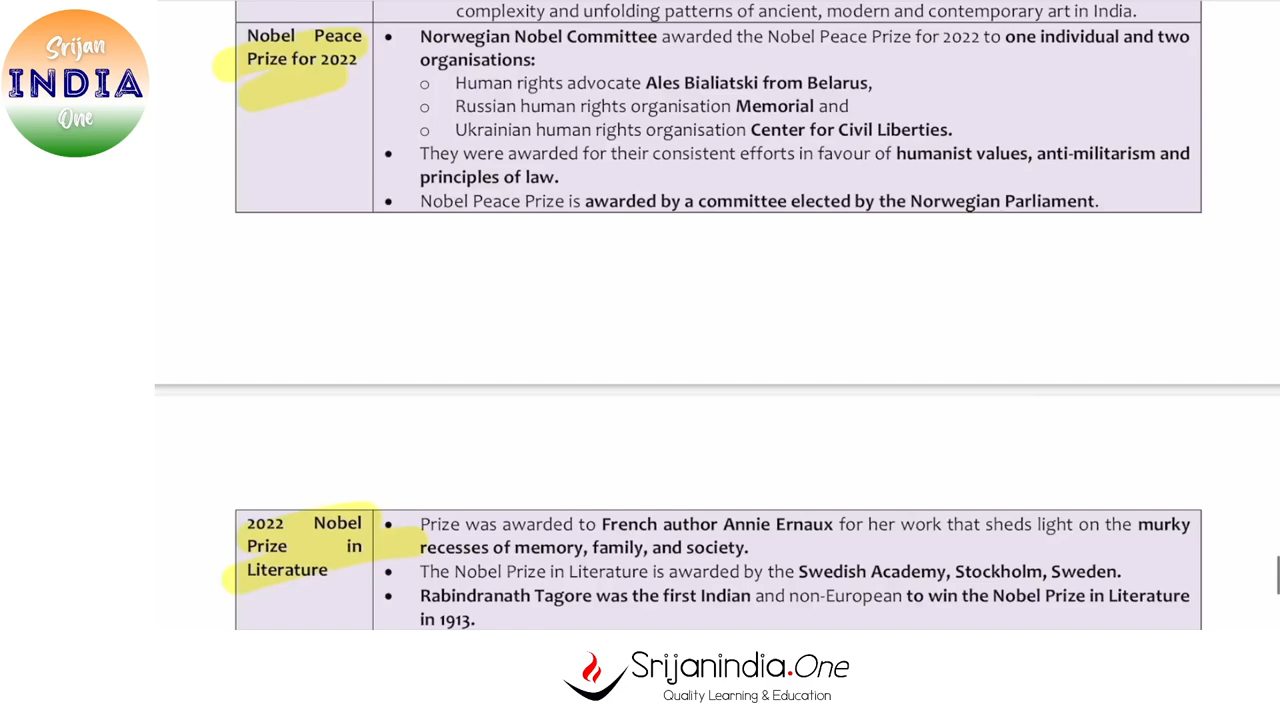 Srijan
INDIA
One
complexity and unfolding patterns of ancient, modern and contemporary art in India.
Nobel Peace
Prize for 2022
• Norwegian Nobel Committee awarded the Nobel Peace Prize for 2022 to one individual and two
organisations:
o Human rights advocate Ales Bialiatski from Belarus,
o Russian human rights organisation Memorial and
o Ukrainian human rights organisation Center for Civil Liberties.
• They were awarded for their consistent efforts in favour of humanist values, anti-militarism and
principles of law.
• Nobel Peace Prize is awarded by a committee elected by the Norwegian Parliament.
2022 Nobel
Prize in
Literature
• Prize was awarded to French author Annie Ernaux for her work that sheds light on the murky
recesses of memory, family, and society.
• The Nobel Prize in Literature is awarded by the Swedish Academy, Stockholm, Sweden.
• Rabindranath Tagore was the first Indian and non-European to win the Nobel Prize in Literature
in 1913.
Srijanindia.One
Quality Learning & Education